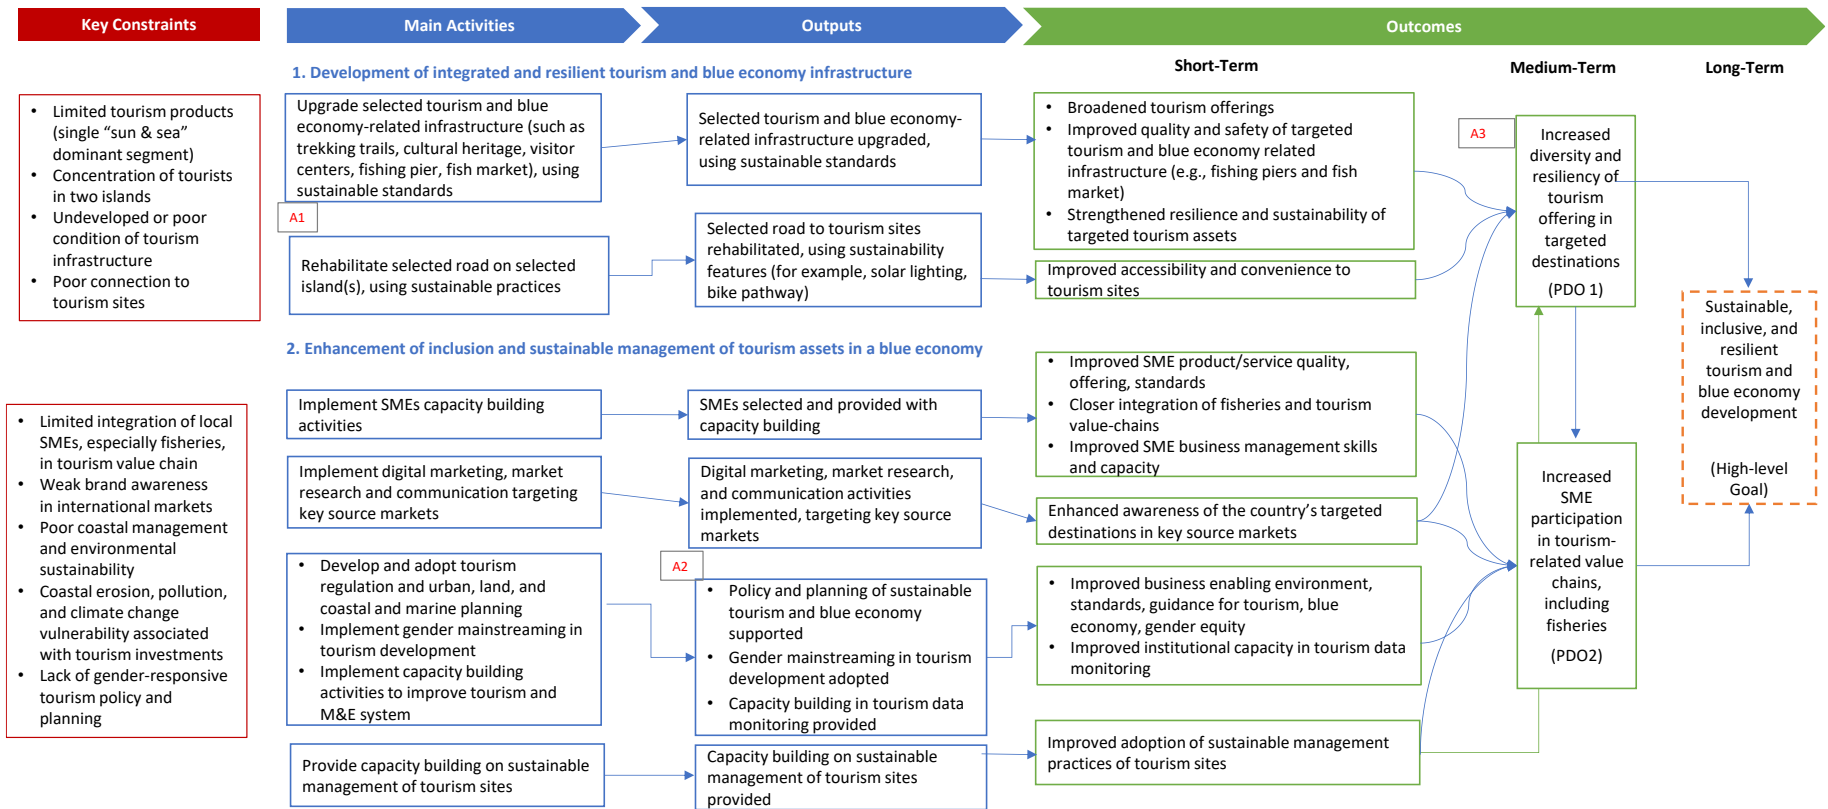 Key Constraints
Main Activities
Outputs
Outcomes
1. Development of integrated and resilient tourism and blue economy infrastructure
Short-Term
Medium-Term
Long-Term
• Limited tourism products
(single “sun & sea”
dominant segment)
• Concentration of tourists
in two islands
• Undeveloped or poor
condition of tourism
infrastructure
• Poor connection to
tourism sites
Upgrade selected tourism and blue
economy-related infrastructure (such as
trekking trails, cultural heritage, visitor
centers, fishing pier, fish market), using
sustainable standards
Selected tourism and blue economy-
related infrastructure upgraded,
using sustainable standards
• Broadened tourism offerings
• Improved quality and safety of targeted
tourism and blue economy related
infrastructure (e.g., fishing piers and fish
market)
• Strengthened resilience and sustainability of
targeted tourism assets
A3
Increased
diversity and
resiliency of
tourism
offering in
targeted
destinations
(PDO 1)
A1
Rehabilitate selected road on selected
island(s), using sustainable practices
Selected road to tourism sites
rehabilitated, using sustainability
features (for example, solar lighting,
bike pathway)
Improved accessibility and convenience to
tourism sites
Sustainable,
inclusive, and
resilient
tourism and
blue economy
development
(High-level
Goal)
2. Enhancement of inclusion and sustainable management of tourism assets in a blue economy
• Limited integration of local
SMEs, especially fisheries,
in tourism value chain
• Weak brand awareness
in international markets
• Poor coastal management
and environmental
sustainability
• Coastal erosion, pollution,
and climate change
vulnerability associated
with tourism investments
• Lack of gender-responsive
tourism policy and
planning
Implement SMEs capacity building
activities
SMEs selected and provided with
capacity building
• Improved SME product/service quality,
offering, standards
• Closer integration of fisheries and tourism
value-chains
• Improved SME business management skills
and capacity
Implement digital marketing, market
research and communication targeting
key source markets
Digital marketing, market research,
and communication activities
implemented, targeting key source
markets
Enhanced awareness of the country’s targeted
destinations in key source markets
Increased
SME
participation
in tourism-
related value
chains,
including
fisheries
(PDO2)
• Develop and adopt tourism
regulation and urban, land, and
coastal and marine planning
• Implement gender mainstreaming in
tourism development
• Implement capacity building
activities to improve tourism and
M&E system
A2
• Policy and planning of sustainable
tourism and blue economy
supported
• Gender mainstreaming in tourism
development adopted
• Capacity building in tourism data
monitoring provided
• Improved business enabling environment,
standards, guidance for tourism, blue
economy, gender equity
• Improved institutional capacity in tourism data
monitoring
Provide capacity building on sustainable
management of tourism sites
Capacity building on sustainable
management of tourism sites
provided
Improved adoption of sustainable management
practices of tourism sites